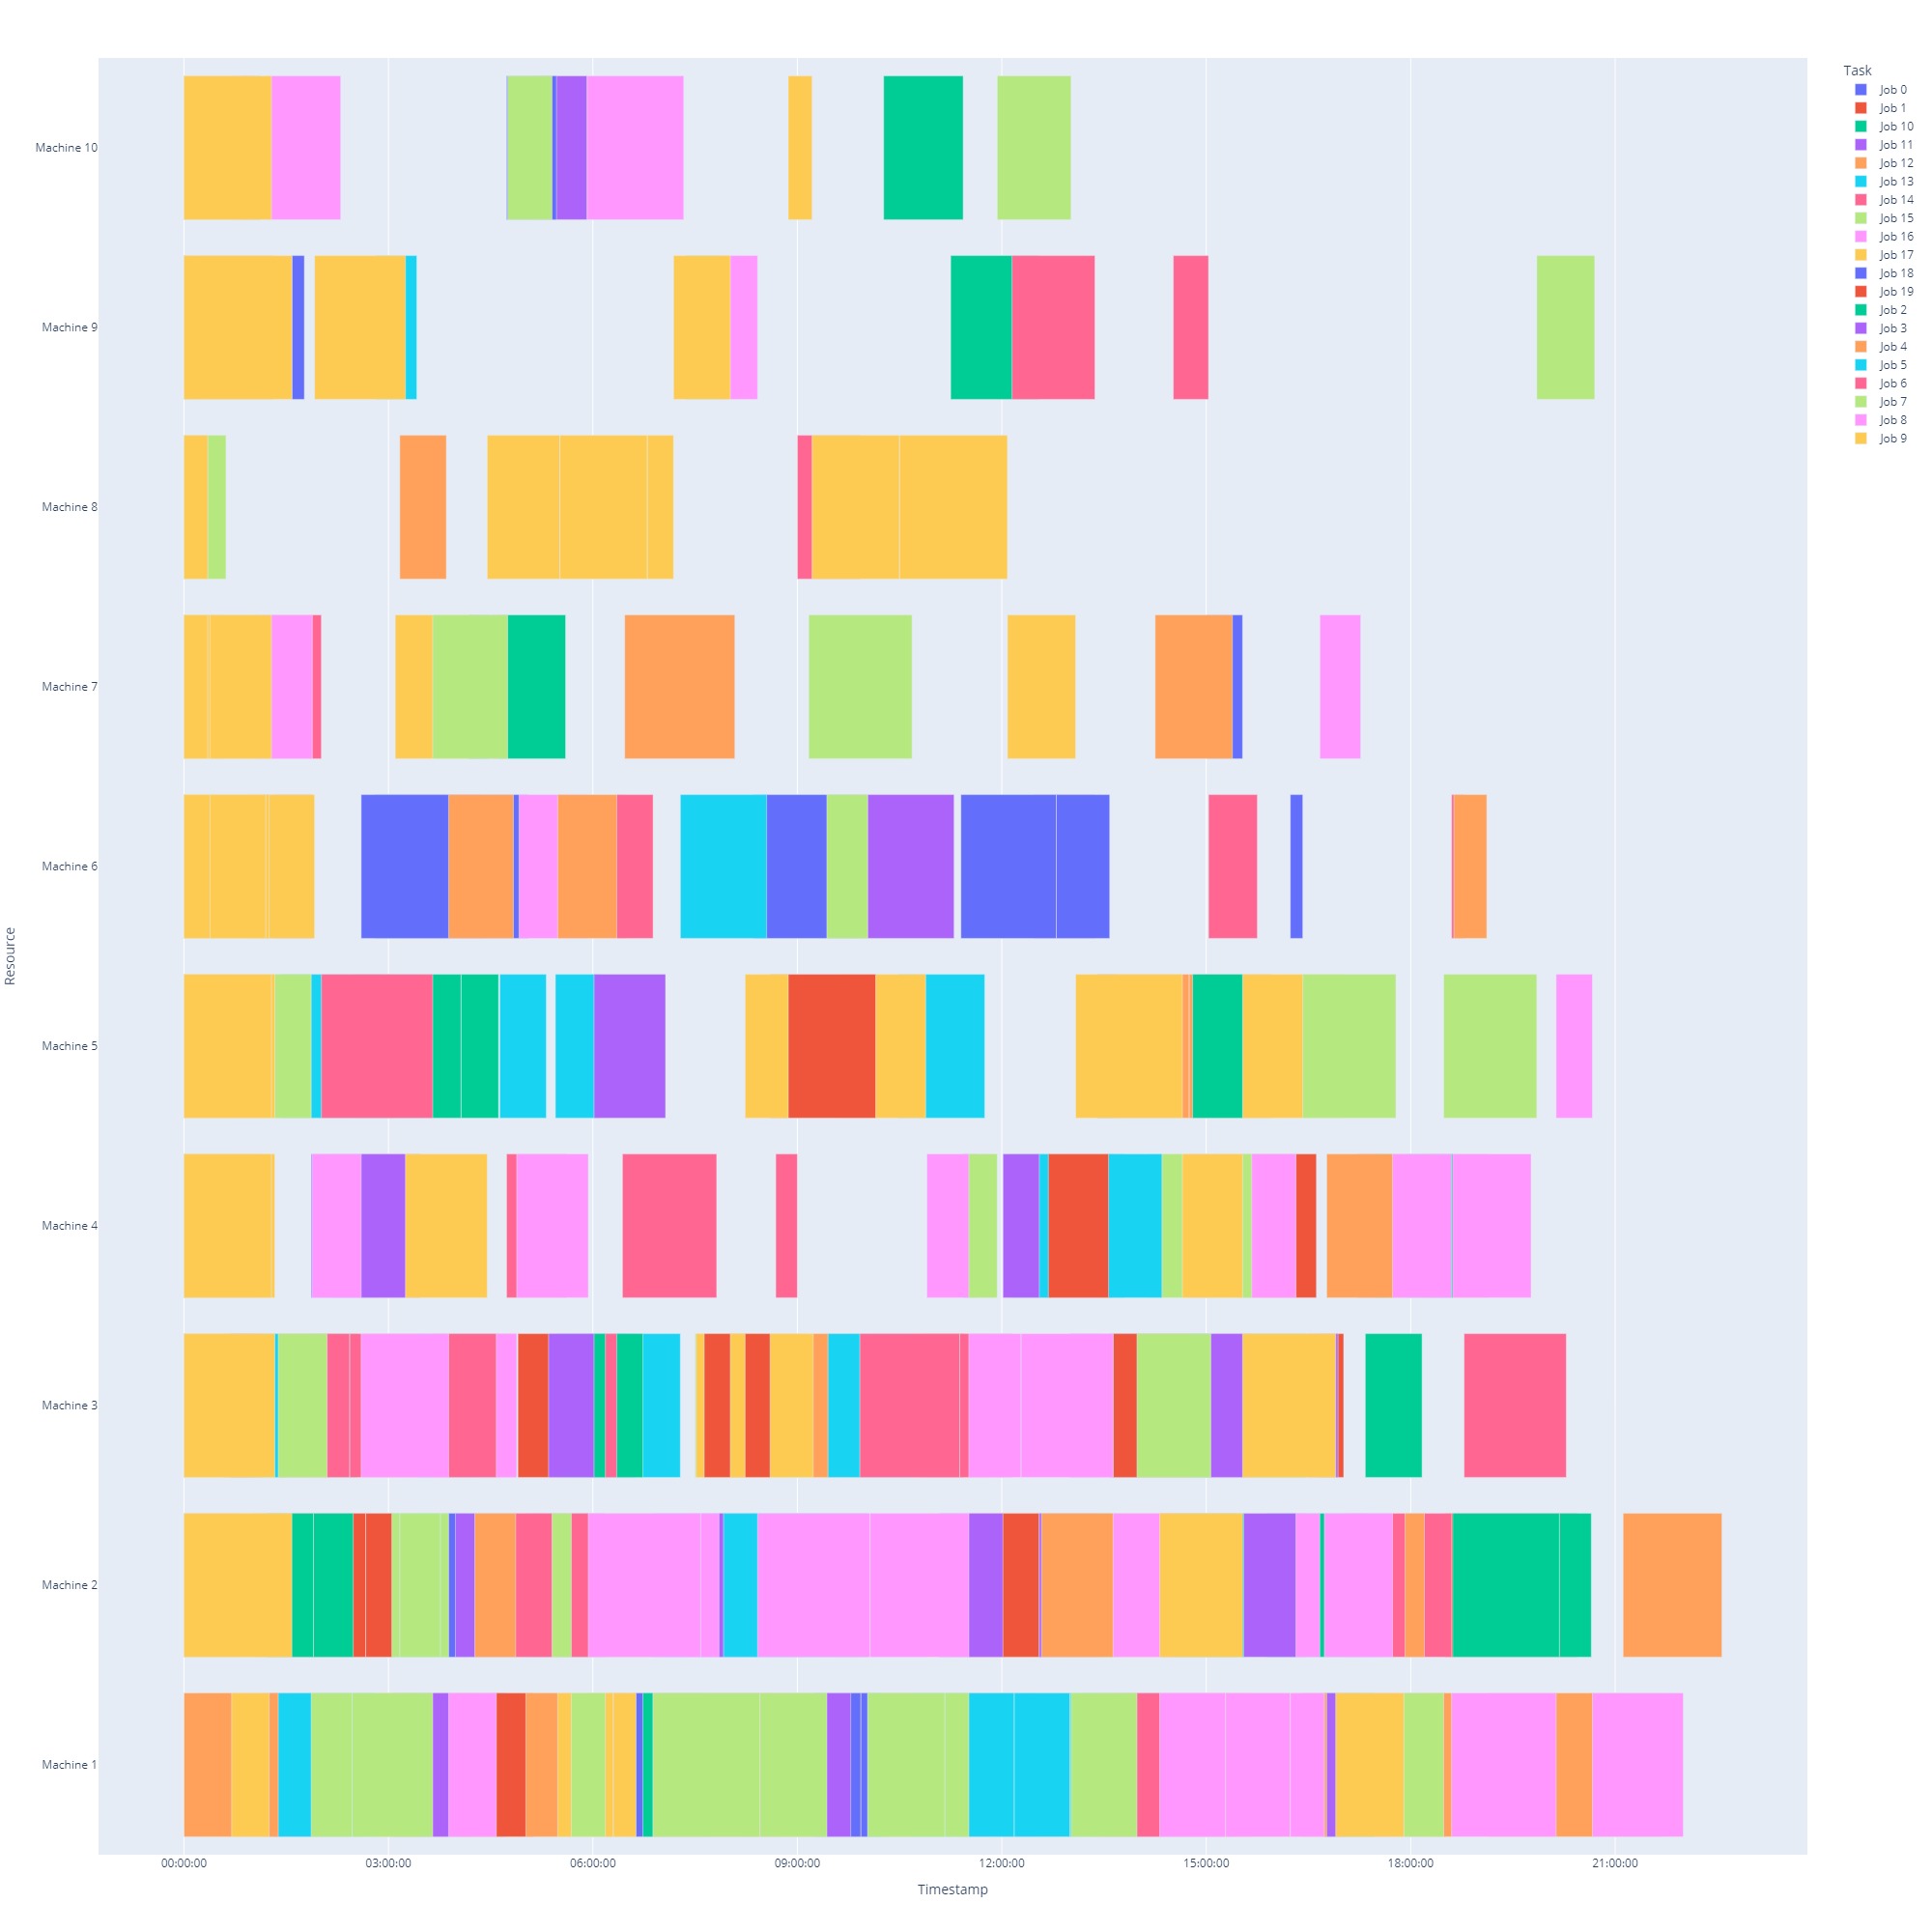 Task
Job 0
Job 1
Job 10
Job 11
Job 12
Job 13
Job 14
Job 15
Job 16
Job 17
Job 18
Job 19
Job 2
Job 3
Job 4
Job 5
Job 6
Job 7
Job 8
Job 9
Resource
Machine 10
Machine 9
Machine 8
Machine 7
Machine 6
Machine 5
Machine 4
Machine 3
Machine 2
Machine 1
00:00:00 03:00:00 06:00:00 09:00:00 12:00:00 15:00:00 18:00:00 21:00:00
Timestamp